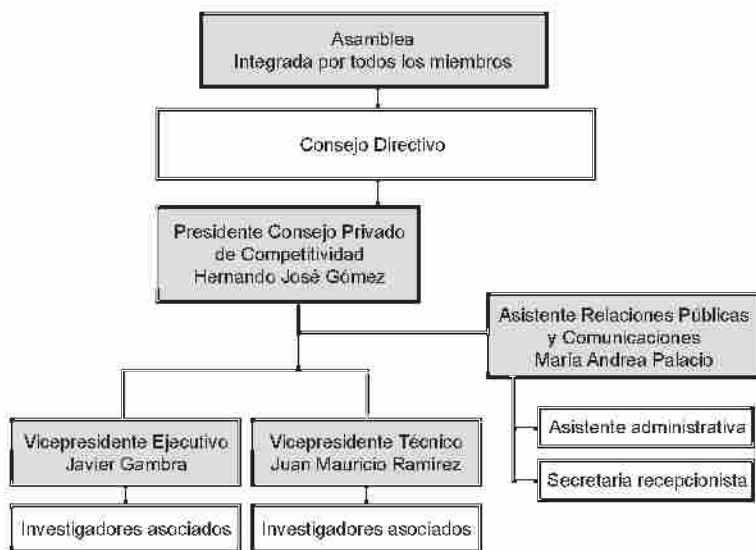 Asamblea
Integrada por todos los miembros
Consejo Directivo
Presidente Consejo Privado
de Competitividad
Hernando José Gómez
Asistente Relaciones Públicas
y Comunicaciones
María Andrea Palacio
Vicepresidente Ejecutivo
Javier Gambra
Vicepresidente Técnico
Juan Mauricio Ramírez
Asistente administrativa
Secretaria recepcionista
Investigadores asociados
Investigadores asociados